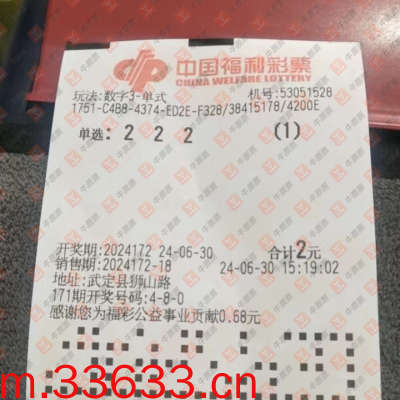 中国福利彩票
CHINA WELFARE LOTTERY
玩法:数字3-单式 机号:53051528
1751-C4B8-4374-ED2E-F328/38415178/4200E
单选: 2 2 2 (1)
开奖期:2024172 24-06-30 合计2元
销售期:2024172-18 24-06-30 15:19:02
地址:武定县狮山路
171期开奖号码:4-8-0
感谢您为福彩公益事业贡献0.68元
m.33633.cn